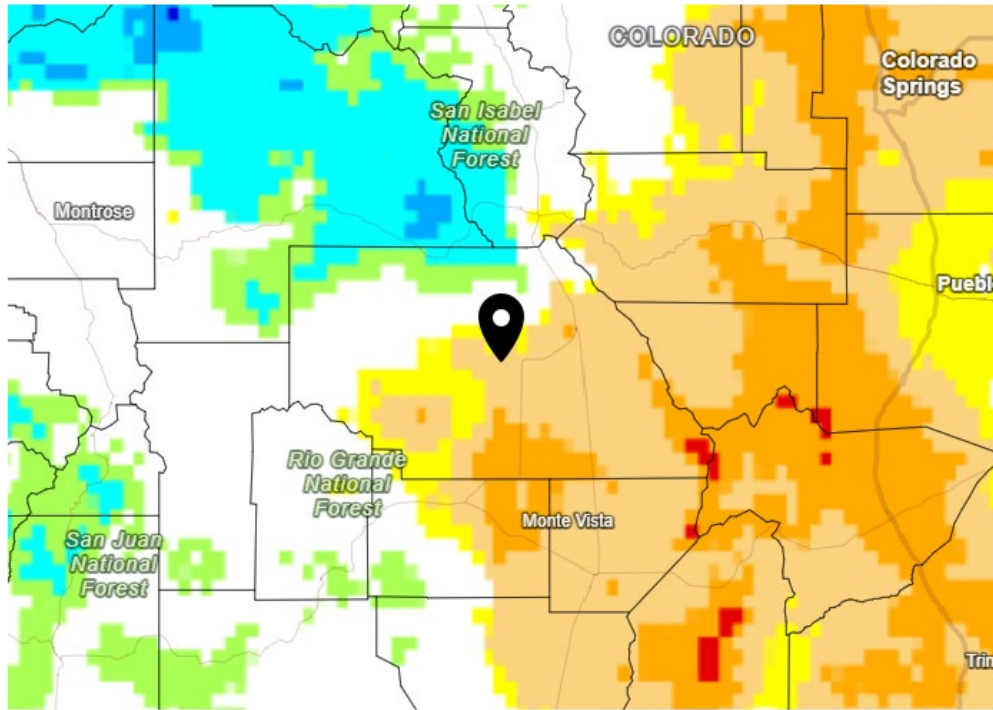 COLORADO
Colorado
Springs
San Isabel
National
Forest
Montrose
Pueblo
Rio Grande
National
Forest
Monte Vista
San Juan
National
Forest
Trin